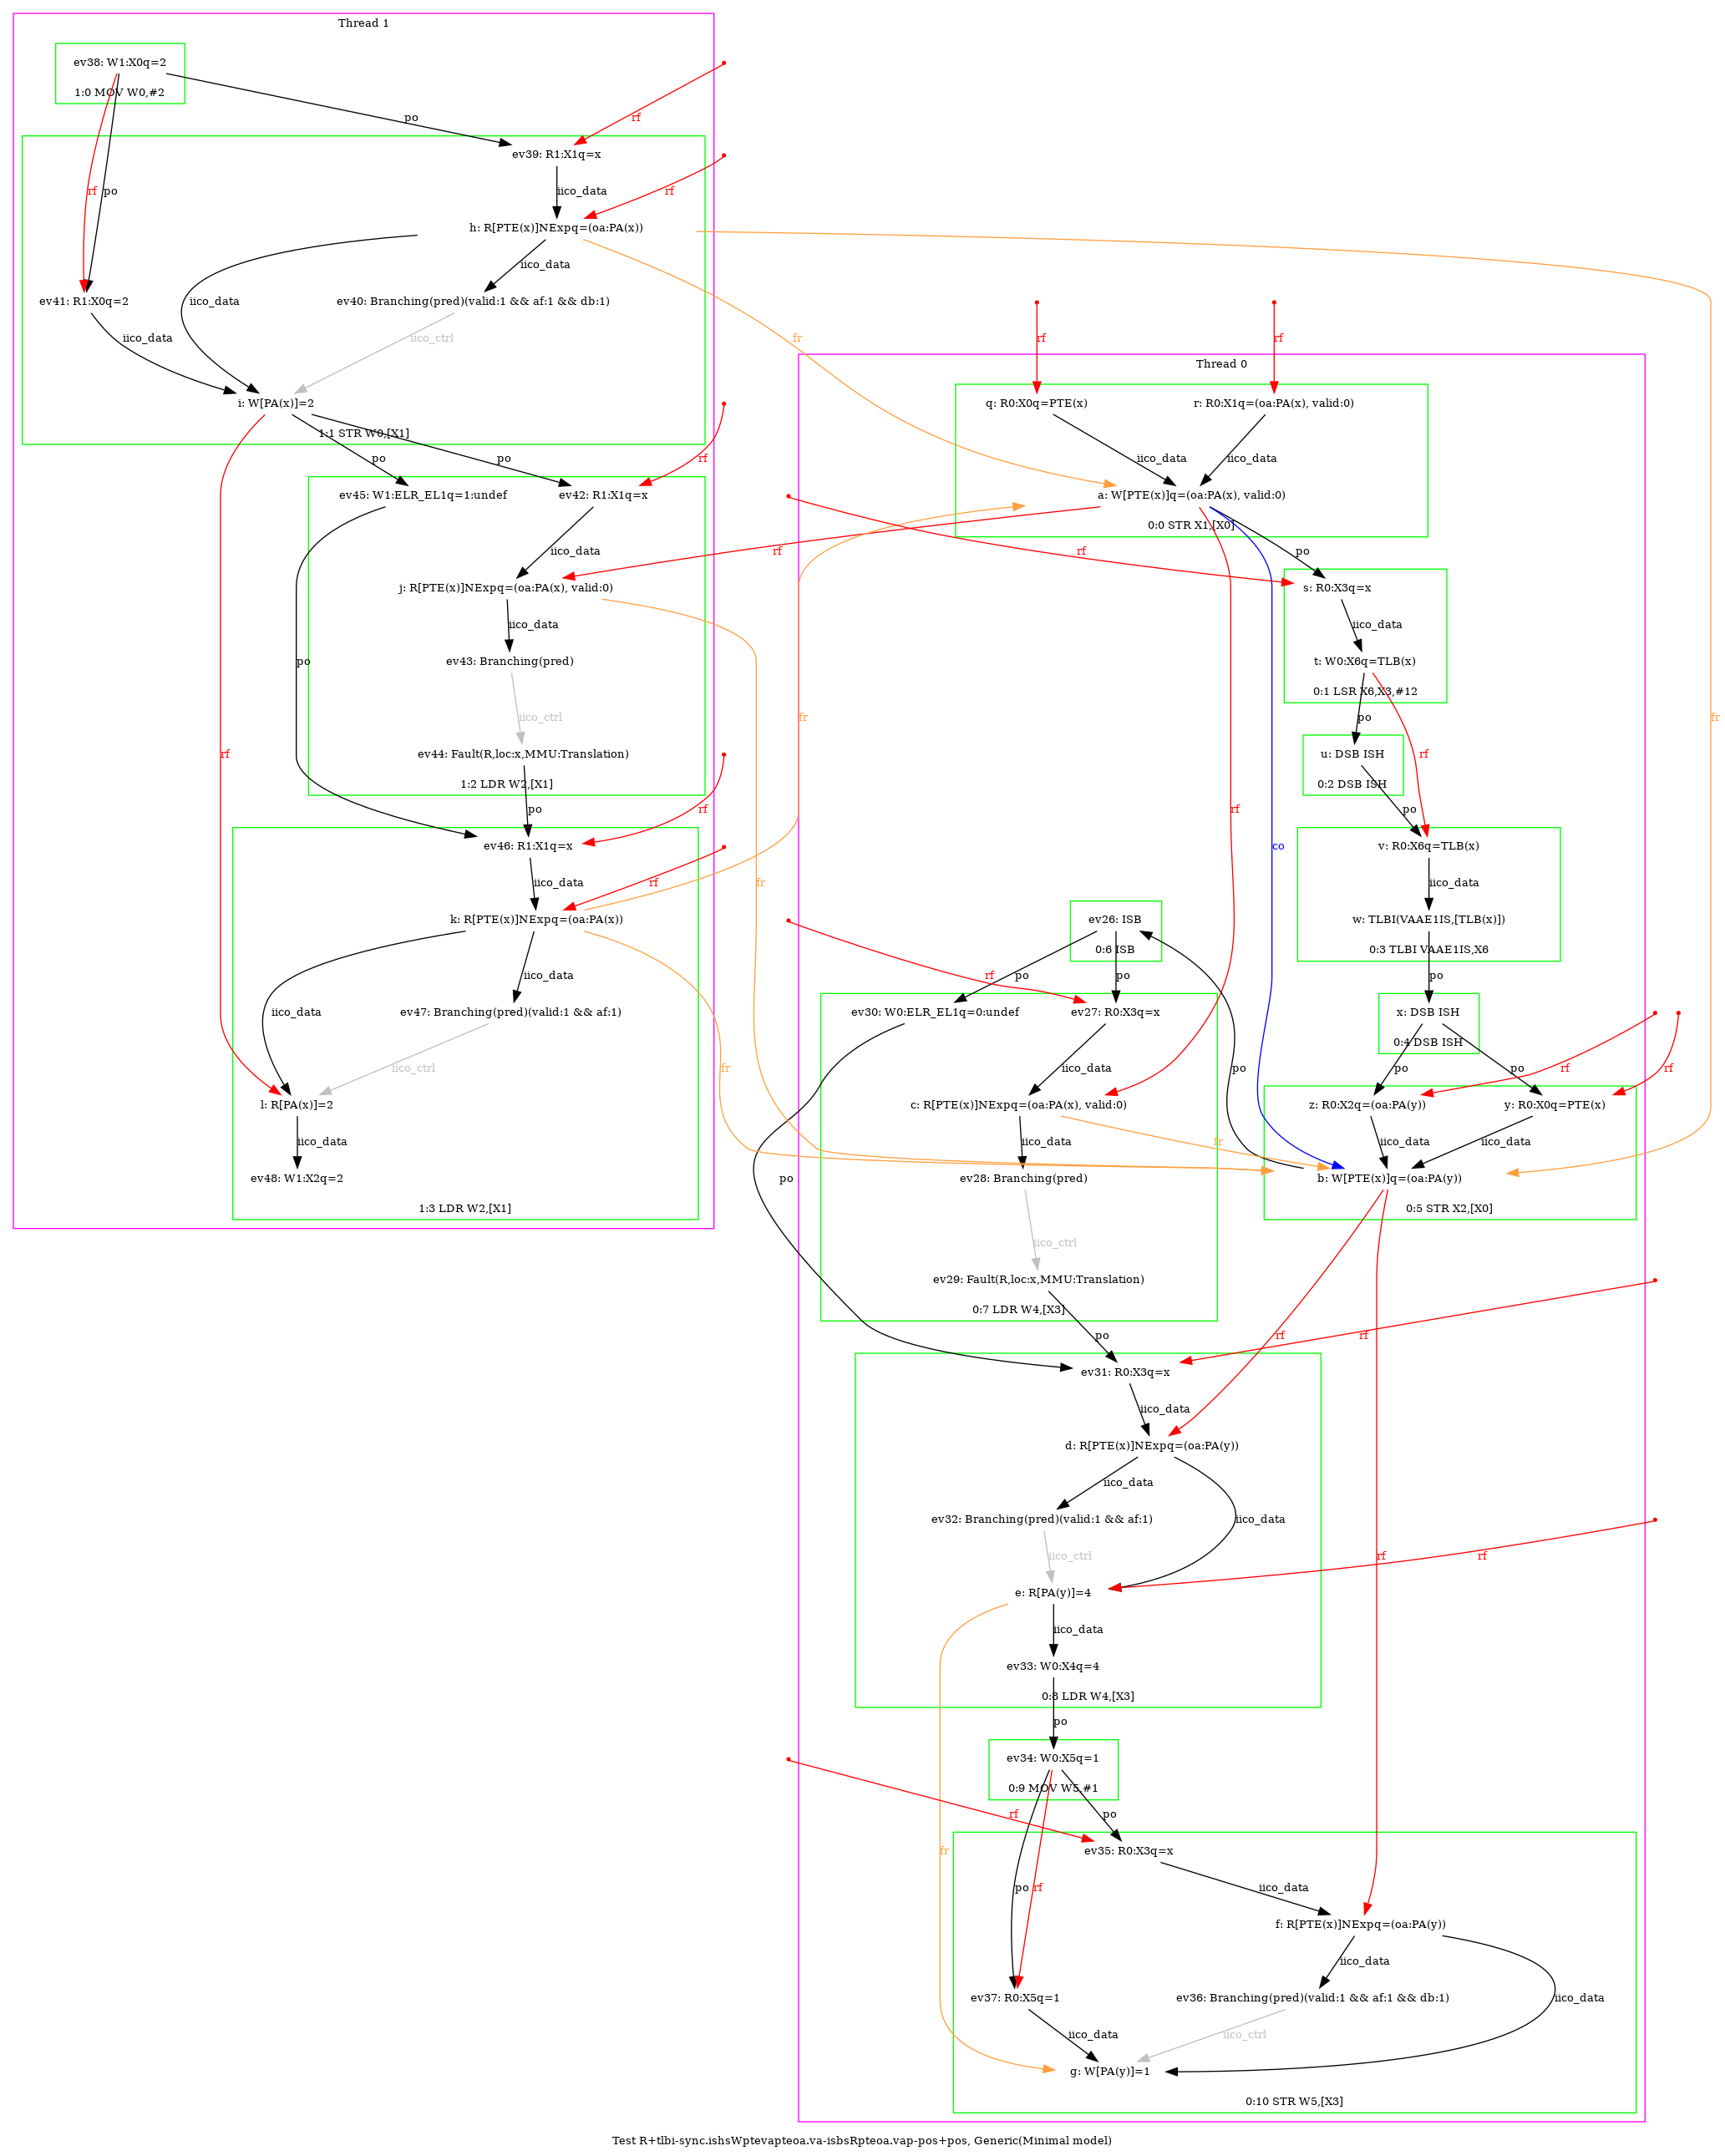 Thread 1
ev38: W1:X0q=2
1:0 MOV W0,#2
po
rf
ev39: R1:X1q=x
rf
po
iico_data
rf
h: R[PTE(x)]NExpq=(oa:PA(x))
iico_data
ev41: R1:X0q=2
ev40: Branching(pred)(valid:1 && af:1 && db:1)
iico_data
iico_data
iico_ctrl
fr
rf
rf
Thread 0
i: W[PA(x)]=2
q: R0:X0q=PTE(x)
r: R0:X1q=(oa:PA(x), valid:0)
1:1 STR W0,[X1]
po
po
rf
iico_data
iico_data
ev45: W1:ELR_EL1q=1:undef
ev42: R1:X1q=x
a: W[PTE(x)]q=(oa:PA(x), valid:0)
0:0 STR X1,[X0]
iico_data
rf
rf
po
j: R[PTE(x)]NExpq=(oa:PA(x), valid:0)
s: R0:X3q=x
iico_data
iico_data
po
ev43: Branching(pred)
t: W0:X6q=TLB(x)
0:1 LSR X6,X3,#12
iico_ctrl
fr
po
fr
rf
ev44: Fault(R,loc:x,MMU:Translation)
u: DSB ISH
rf
1:2 LDR W2,[X1]
0:2 DSB ISH
po
rf
rf
po
ev46: R1:X1q=x
co
v: R0:X6q=TLB(x)
iico_data
rf
fr
iico_data
k: R[PTE(x)]NExpq=(oa:PA(x))
ev26: ISB
w: TLBI(VAAE1IS,[TLB(x)])
0:6 ISB
0:3 TLBI VAAE1IS,X6
iico_data
rf
po
po
po
iico_data
ev47: Branching(pred)(valid:1 && af:1)
ev30: W0:ELR_EL1q=0:undef
ev27: R0:X3q=x
x: DSB ISH
0:4 DSB ISH
iico_ctrl
fr
iico_data
po
po
po
rf
rf
l: R[PA(x)]=2
c: R[PTE(x)]NExpq=(oa:PA(x), valid:0)
z: R0:X2q=(oa:PA(y))
y: R0:X0q=PTE(x)
iico_data
iico_data
fr
iico_data
iico_data
ev48: W1:X2q=2
po
ev28: Branching(pred)
b: W[PTE(x)]q=(oa:PA(y))
1:3 LDR W2,[X1]
0:5 STR X2,[X0]
iico_ctrl
ev29: Fault(R,loc:x,MMU:Translation)
0:7 LDR W4,[X3]
po
rf
rf
ev31: R0:X3q=x
iico_data
d: R[PTE(x)]NExpq=(oa:PA(y))
iico_data
iico_data
ev32: Branching(pred)(valid:1 && af:1)
iico_ctrl
rf
rf
e: R[PA(y)]=4
iico_data
ev33: W0:X4q=4
0:8 LDR W4,[X3]
po
ev34: W0:X5q=1
0:9 MOV W5,#1
rf
po
fr
ev35: R0:X3q=x
po
rf
iico_data
f: R[PTE(x)]NExpq=(oa:PA(y))
iico_data
ev37: R0:X5q=1
ev36: Branching(pred)(valid:1 && af:1 && db:1)
iico_data
iico_data
iico_ctrl
g: W[PA(y)]=1
0:10 STR W5,[X3]
Test R+tlbi-sync.ishsWptevapteoa.va-isbsRpteoa.vap-pos+pos, Generic(Minimal model)